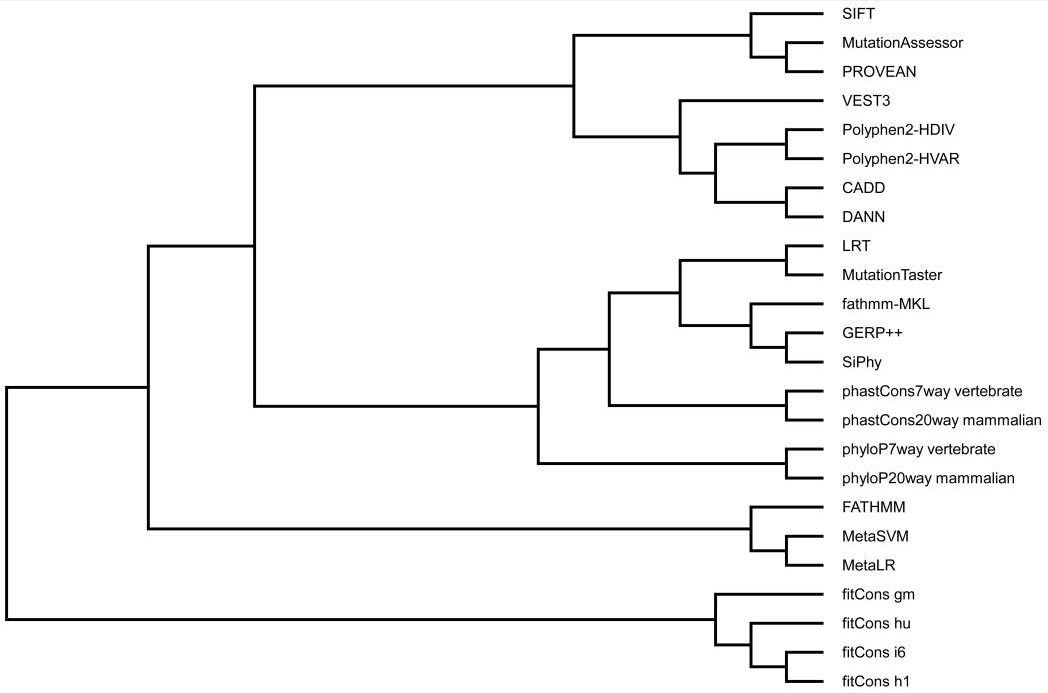 SIFT
MutationAssessor
PROVEAN
VEST3
Polyphen2-HDIV
Polyphen2-HVAR
CADD
DANN
LRT
MutationTaster
fathmm-MKL
GERP++
SiPhy
phastCons7way vertebrate
phastCons20way mammalian
phyloP7way vertebrate
phyloP20way mammalian
FATHMM
MetaSVM
MetaLR
fitCons gm
fitCons hu
fitCons i6
fitCons h1